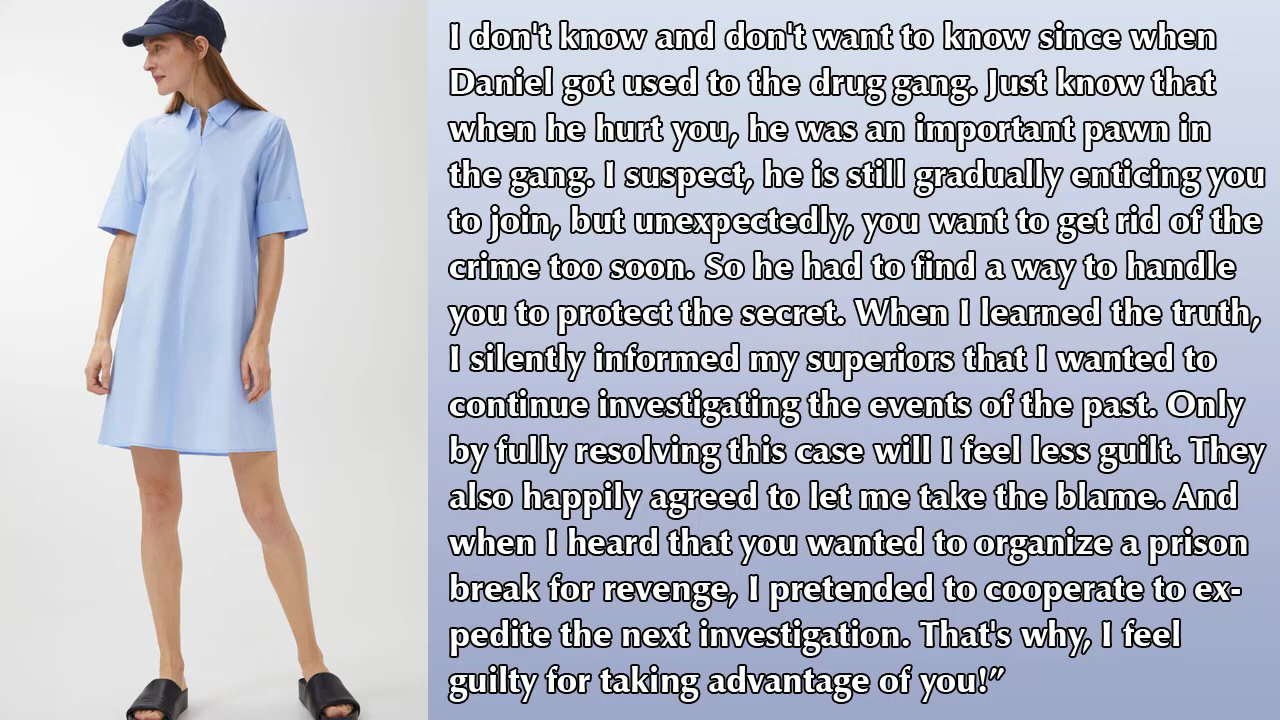 I don't know and don't want to know since when
Daniel got used to the drug gang. Just know that
when he hurt you, he was an important pawn in
the gang. I suspect, he is still gradually enticing you
to join, but unexpectedly, you want to get rid of the
crime too soon. So he had to find a way to handle
you to protect the secret. When I learned the truth,
I silently informed my superiors that I wanted to
continue investigating the events of the past. Only
by fully resolving this case will I feel less guilt. They
also happily agreed to let me take the blame. And
when I heard that you wanted to organize a prison
break for revenge, I pretended to cooperate to ex-
pedite the next investigation. That's why, I feel
guilty for taking advantage of you!”